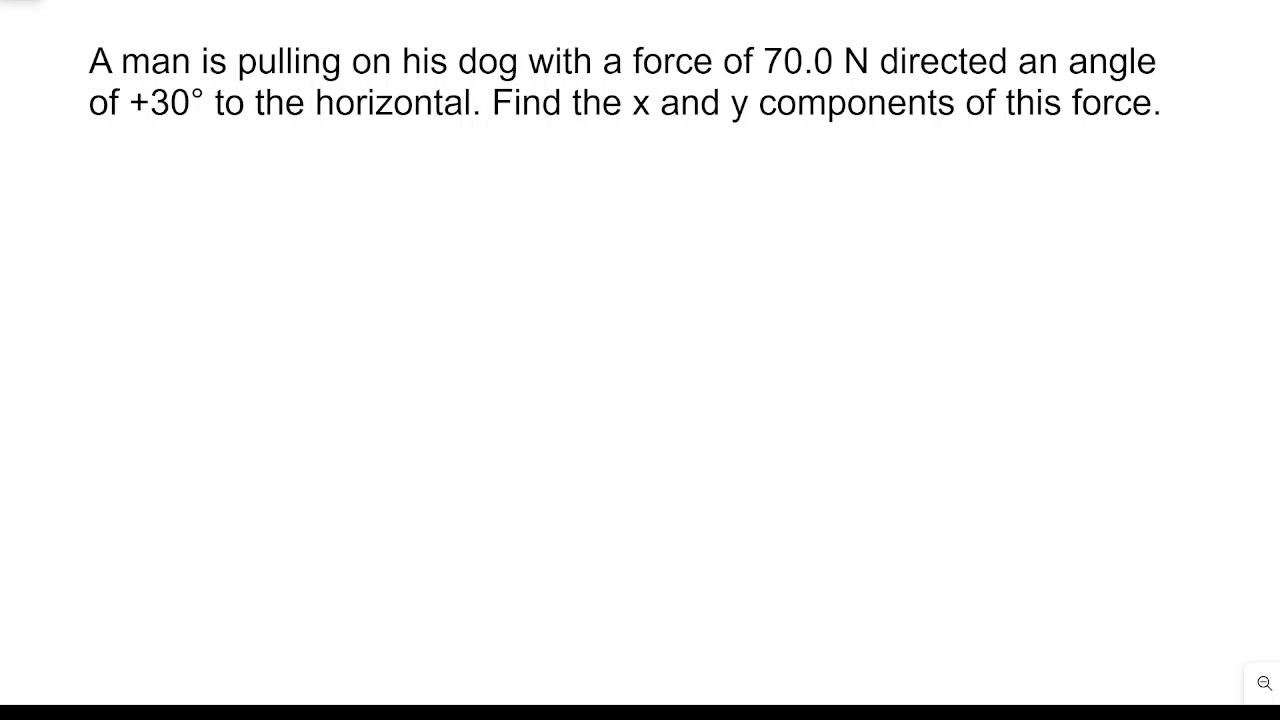 A man is pulling on his dog with a force of 70.0 N directed an angle
of +30° to the horizontal. Find the x and y components of this force.